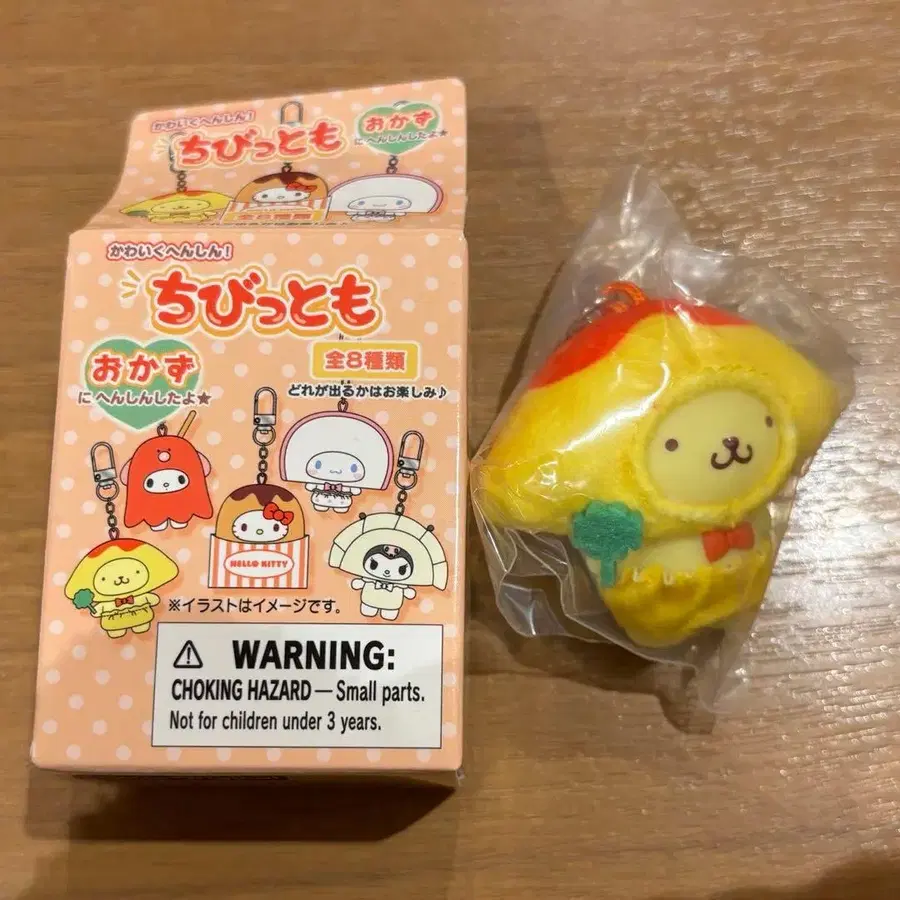 かわいくへんしん!
ちびっとも
おかず
にへんしんしたよ★
全8種類
かわいくへんしん!
ちびっとも
おかず
に へんしんしたよ★
全8種類
どれが出るかはお楽しみ♪
HELLO KITTY
※イラストはイメージです。
WARNING:
CHOKING HAZARD — Small parts.
Not for children under 3 years.